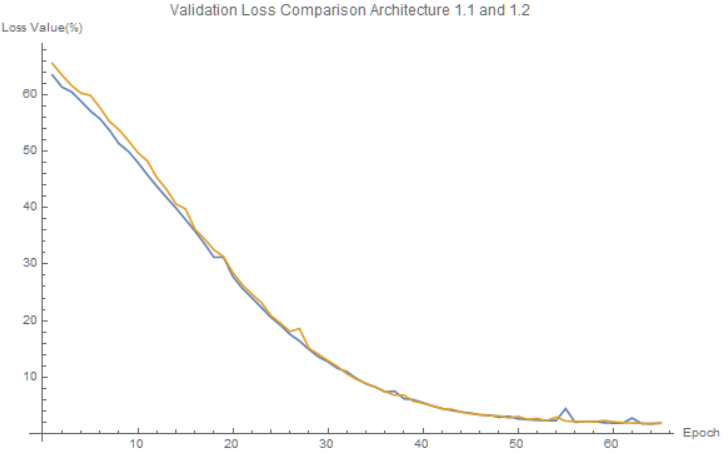 Validation Loss Comparison Architecture 1.1 and 1.2
Loss Value(%)
60
50
40
30
20
10
10 20 30 40 50 60
Epoch